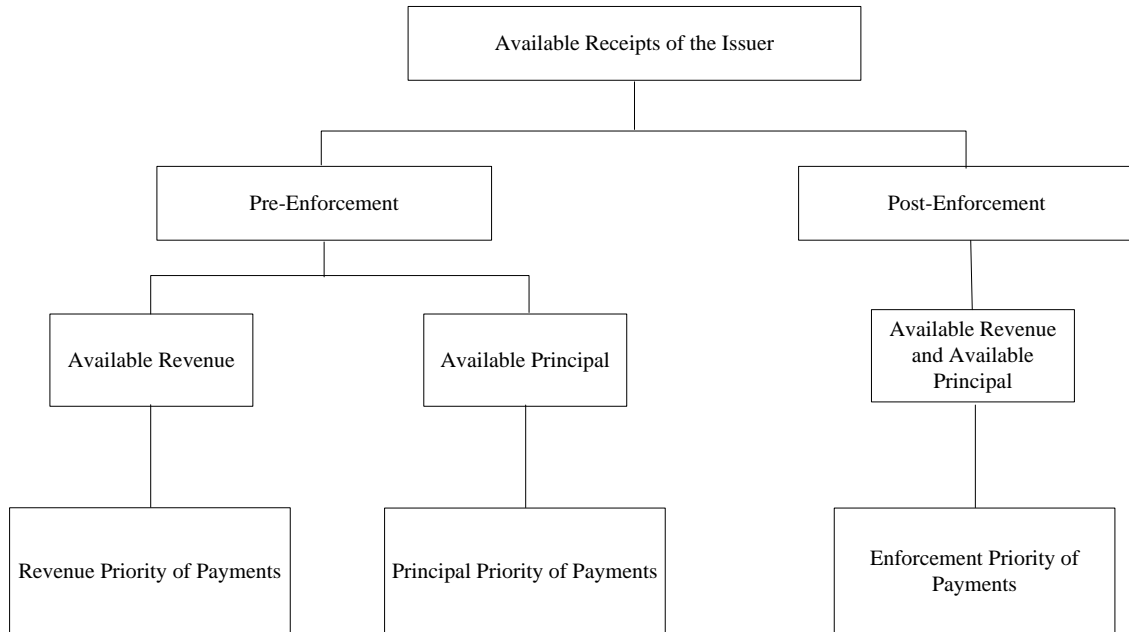 Available Receipts of the Issuer
Pre-Enforcement
Post-Enforcement
Available Revenue
Available Principal
Available Revenue
and Available
Principal
Revenue Priority of Payments
Principal Priority of Payments
Enforcement Priority of
Payments